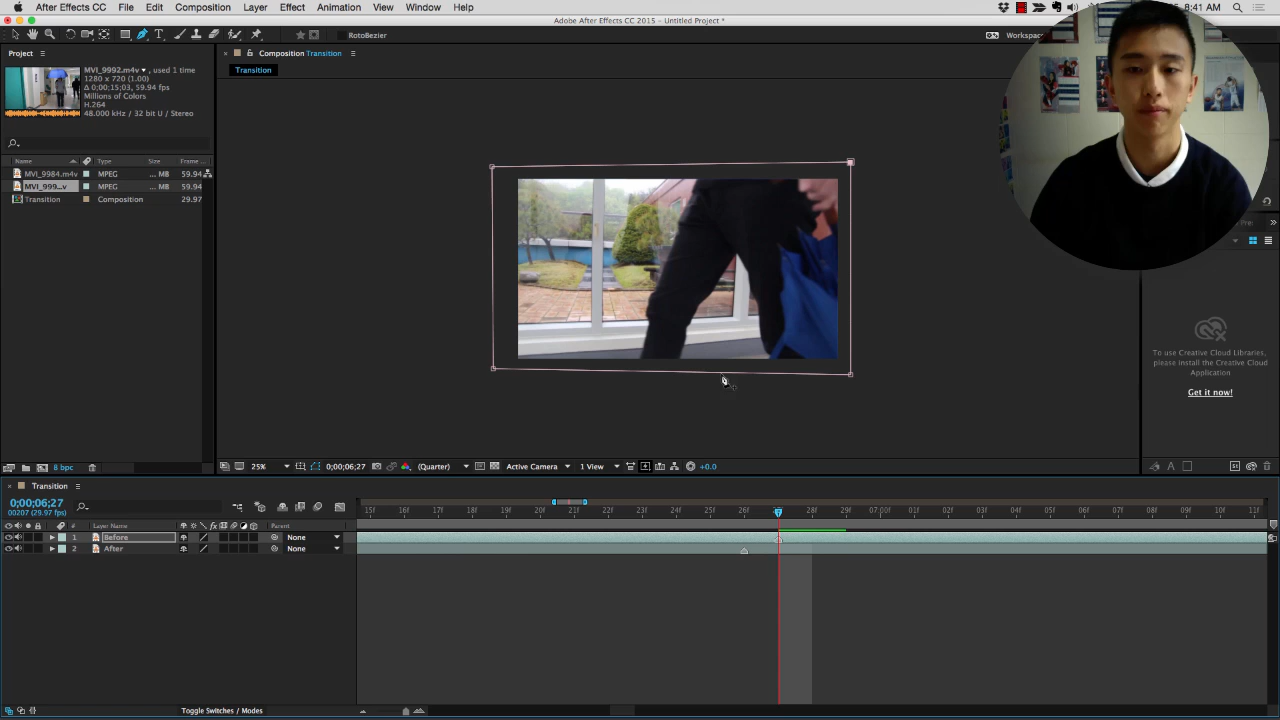 After Effects CC File Edit Composition Layer Effect Animation View Window Help 8:41 AM
Adobe After Effects CC 2015 - Untitled Project *
RotoBezier Workspace
Project Composition Transition
Transition
MVI_9992.m4v ▾ , used 1 time
1280 x 720 (1.00)
Δ 0;00;15;03, 59.94 fps
Millions of Colors
H.264
48.000 kHz / 32 bit U / Stereo
Name Type Size Frame...
MVI_9984.m4v MPEG ... MB 59.94
MVI_999...v MPEG ... MB 59.94
Transition Composition 29.97
To use Creative Cloud Libraries,
please install the Creative Cloud
Application
Get it now!
8 bpc 25% 0;00;06;27 (Quarter) Active Camera 1 View +0.0
Transition
0;00;06;27
00207 (29.97 fps)
15f 16f 17f 18f 19f 20f 21f 22f 23f 24f 25f 26f 27f 28f 29f 07:00f 01f 02f 03f 04f 05f 06f 07f 08f 09f 10f 11f
# Layer Name Parent
1 Before None
2 After None
Toggle Switches / Modes